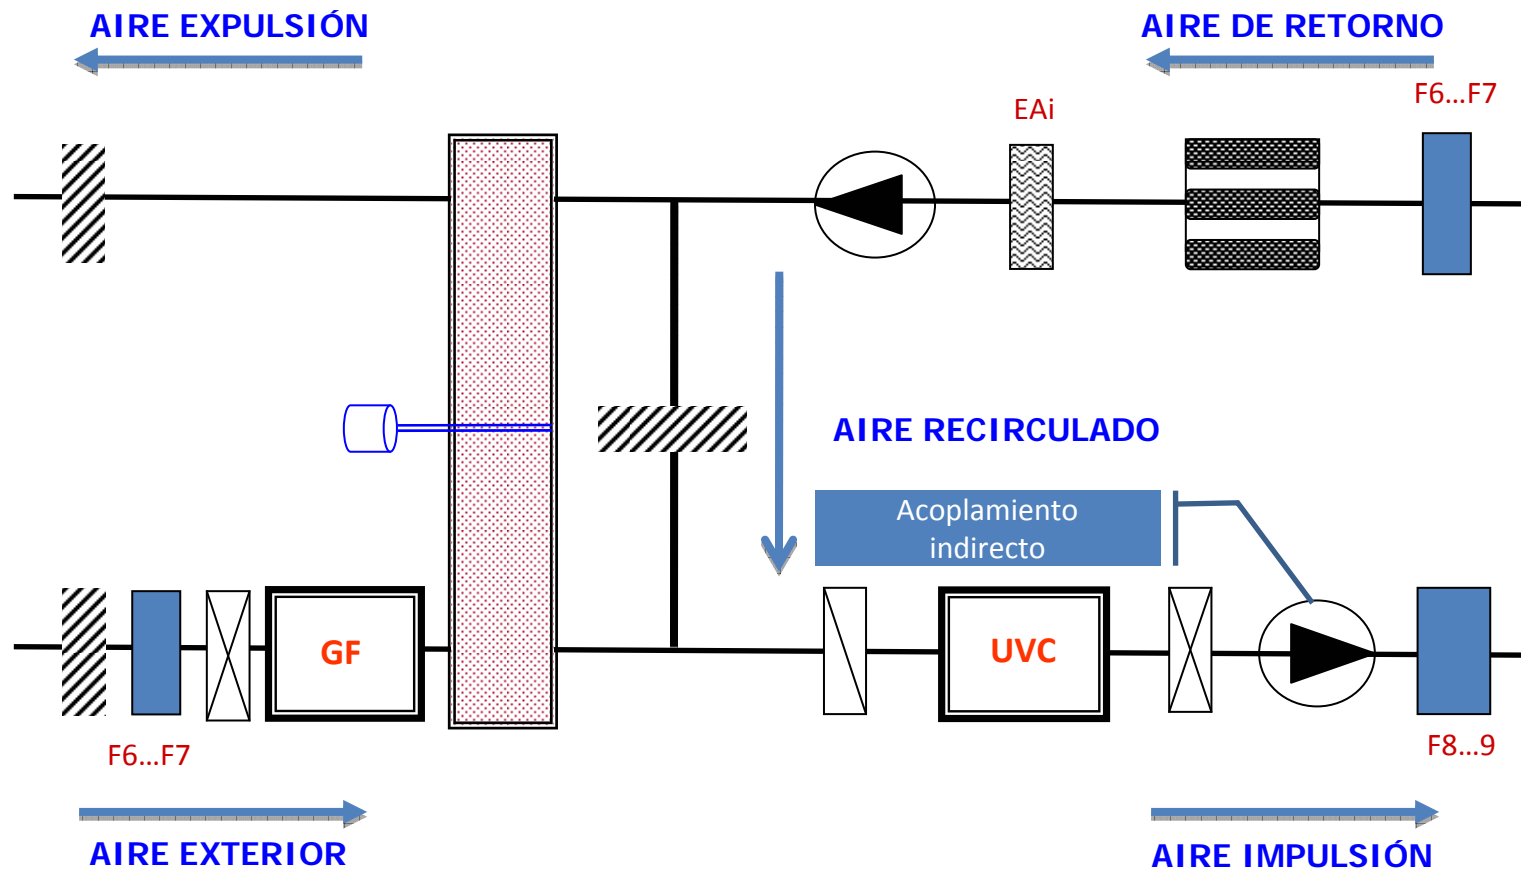 AIRE EXPULSIÓN
AIRE DE RETORNO
F6...F7
EAi
AIRE RECIRCULADO
Acoplamiento
indirecto
GF
UVC
F6...F7
F8...9
AIRE EXTERIOR
AIRE IMPULSIÓN